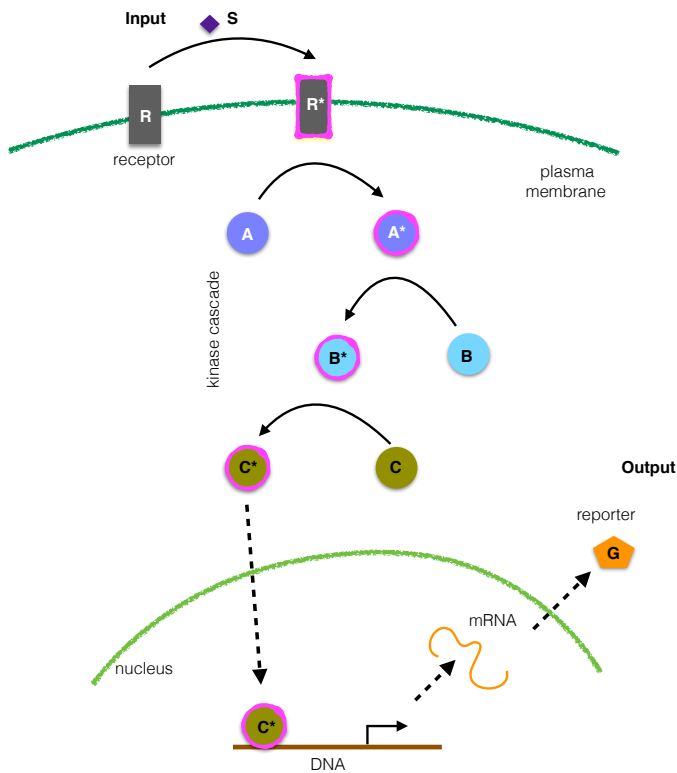 Input
S
R
R*
receptor
plasma
membrane
A
A*
kinase cascade
B*
B
C*
C
Output
reporter
G
mRNA
nucleus
C*
DNA